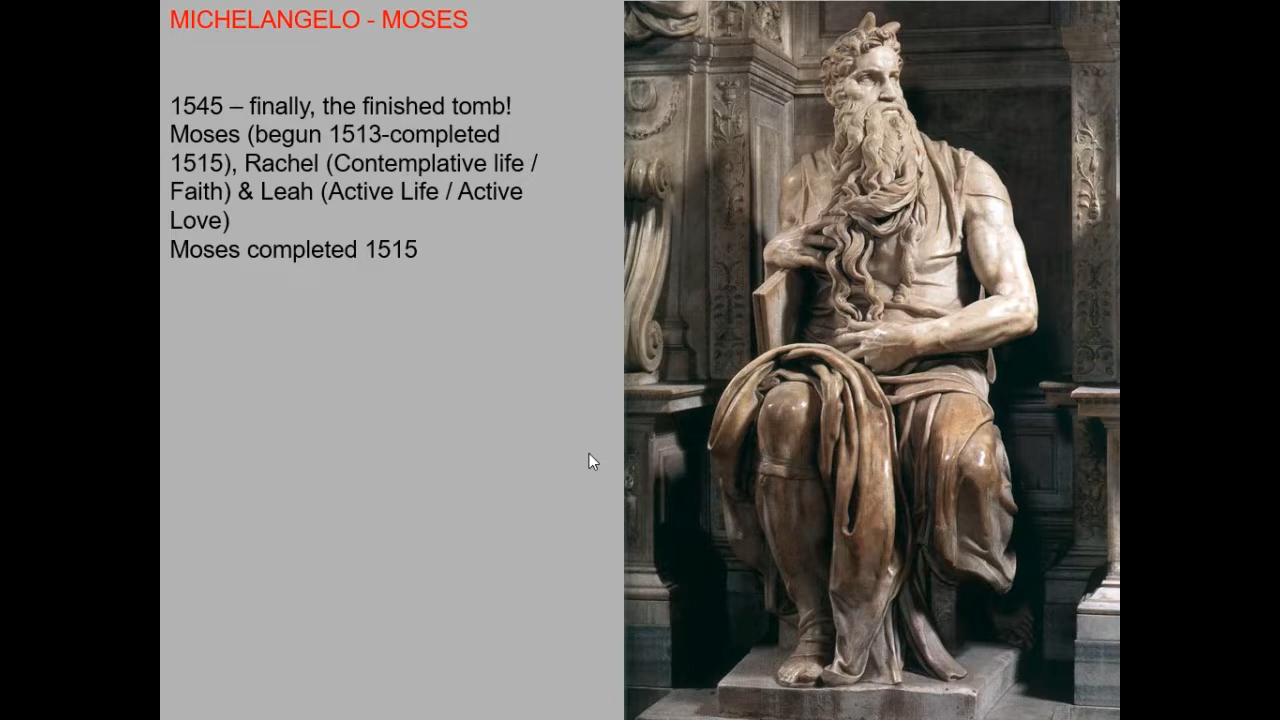 MICHELANGELO - MOSES
1545 – finally, the finished tomb!
Moses (begun 1513-completed
1515), Rachel (Contemplative life /
Faith) & Leah (Active Life / Active
Love)
Moses completed 1515